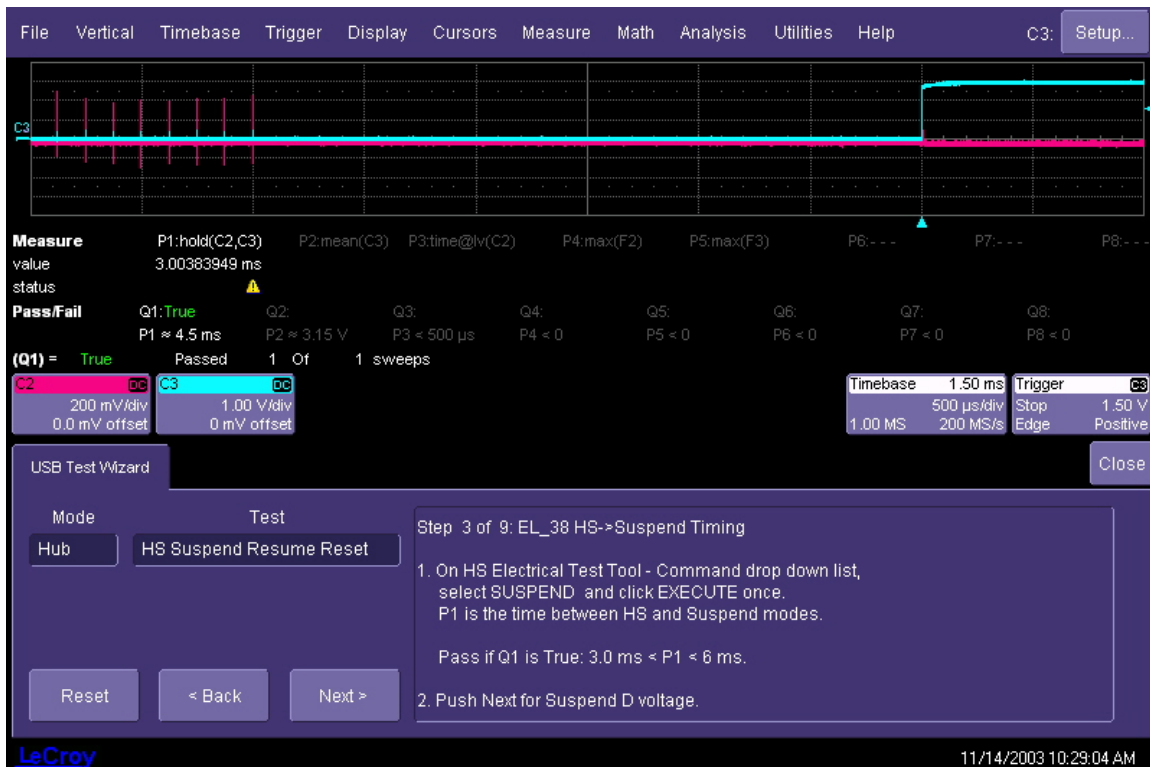 File Vertical Timebase Trigger Display Cursors Measure Math Analysis Utilities Help C3: Setup...
C3
Measure P1:hold(C2,C3) P2:mean(C3) P3:time@lv(C2) P4:max(F2) P5:max(F3) P6:- - - P7:- - - P8:- - -
value 3.00383949 ms
status
Pass/Fail Q1:True Q2: Q3: Q4: Q5: Q6: Q7: Q8:
P1 ≈ 4.5 ms P2 ≈ 3.15 V P3 < 500 µs P4 < 0 P5 < 0 P6 < 0 P7 < 0 P8 < 0
(Q1) = True Passed 1 Of 1 sweeps
C2 DC C3 DC Timebase 1.50 ms Trigger C3
200 mV/div 1.00 V/div 500 µs/div Stop 1.50 V
0.0 mV offset 0 mV offset 1.00 MS 200 MS/s Edge Positive
USB Test Wizard Close
Mode Test
Hub HS Suspend Resume Reset
Step 3 of 9: EL_38 HS->Suspend Timing
1. On HS Electrical Test Tool - Command drop down list,
select SUSPEND and click EXECUTE once.
P1 is the time between HS and Suspend modes.
Pass if Q1 is True: 3.0 ms < P1 < 6 ms.
2. Push Next for Suspend D voltage.
Reset < Back Next >
LeCroy 11/14/2003 10:29:04 AM